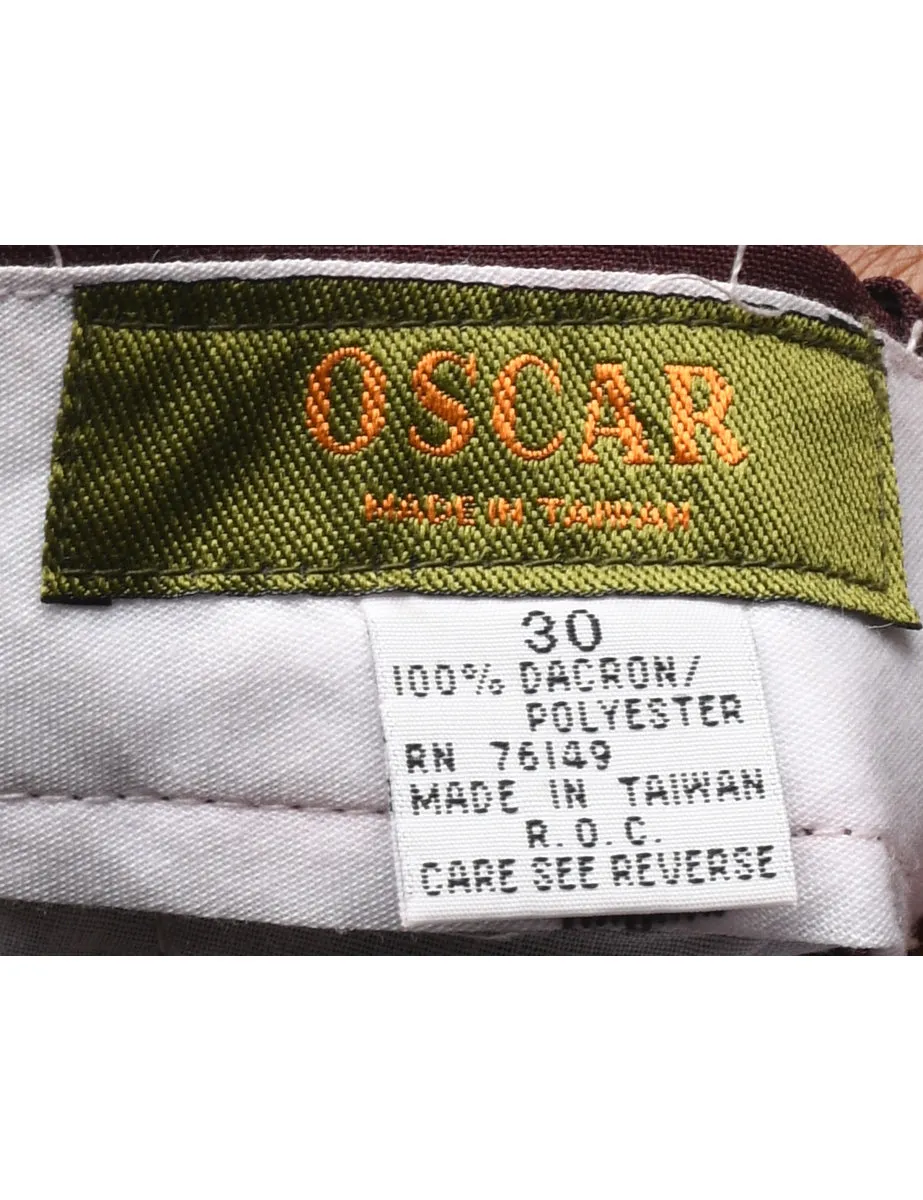 OSCAR
MADE IN TAIWAN
30
100% DACRON/
POLYESTER
RN 76149
MADE IN TAIWAN
R.O.C.
CARE SEE REVERSE